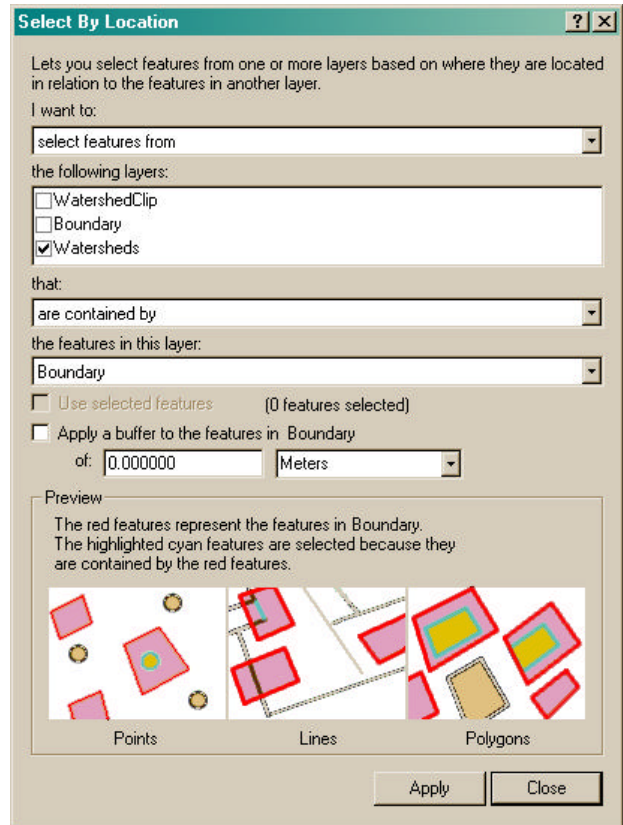 Select By Location
Lets you select features from one or more layers based on where they are located
in relation to the features in another layer.
I want to:
select features from
the following layers:
WatershedClip
Boundary
Watersheds
that:
are contained by
the features in this layer:
Boundary
Use selected features (0 features selected)
Apply a buffer to the features in Boundary
of: 0.000000 Meters
Preview
The red features represent the features in Boundary.
The highlighted cyan features are selected because they
are contained by the red features.
Points Lines Polygons
Apply Close